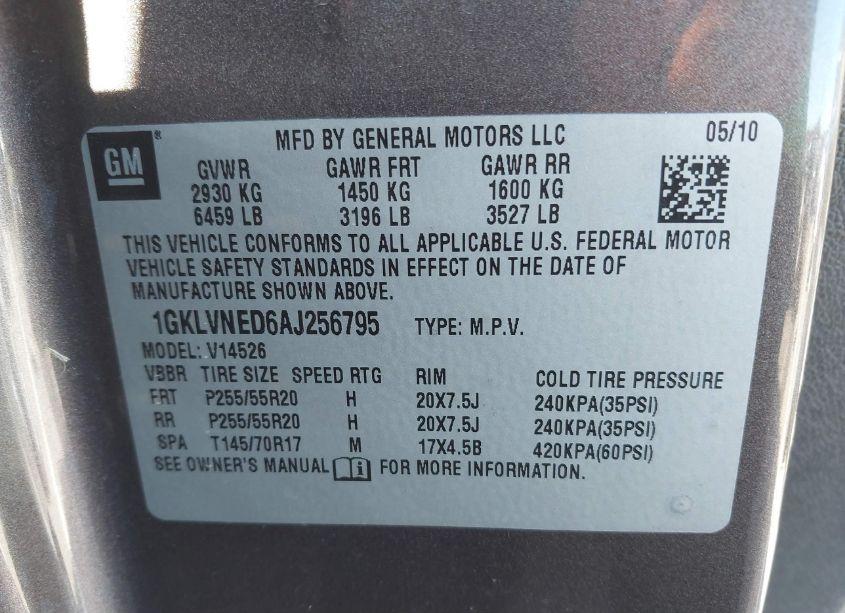 GM ® MFD BY GENERAL MOTORS LLC 05/10
GVWR GAWR FRT GAWR RR
2930 KG 1450 KG 1600 KG
6459 LB 3196 LB 3527 LB
THIS VEHICLE CONFORMS TO ALL APPLICABLE U.S. FEDERAL MOTOR
VEHICLE SAFETY STANDARDS IN EFFECT ON THE DATE OF
MANUFACTURE SHOWN ABOVE.
1GKLVNED6AJ256795 TYPE: M.P.V.
MODEL: V14526
VBBR TIRE SIZE SPEED RTG RIM COLD TIRE PRESSURE
FRT P255/55R20 H 20X7.5J 240KPA(35PSI)
RR P255/55R20 H 20X7.5J 240KPA(35PSI)
SPA T145/70R17 M 17X4.5B 420KPA(60PSI)
SEE OWNER'S MANUAL FOR MORE INFORMATION.